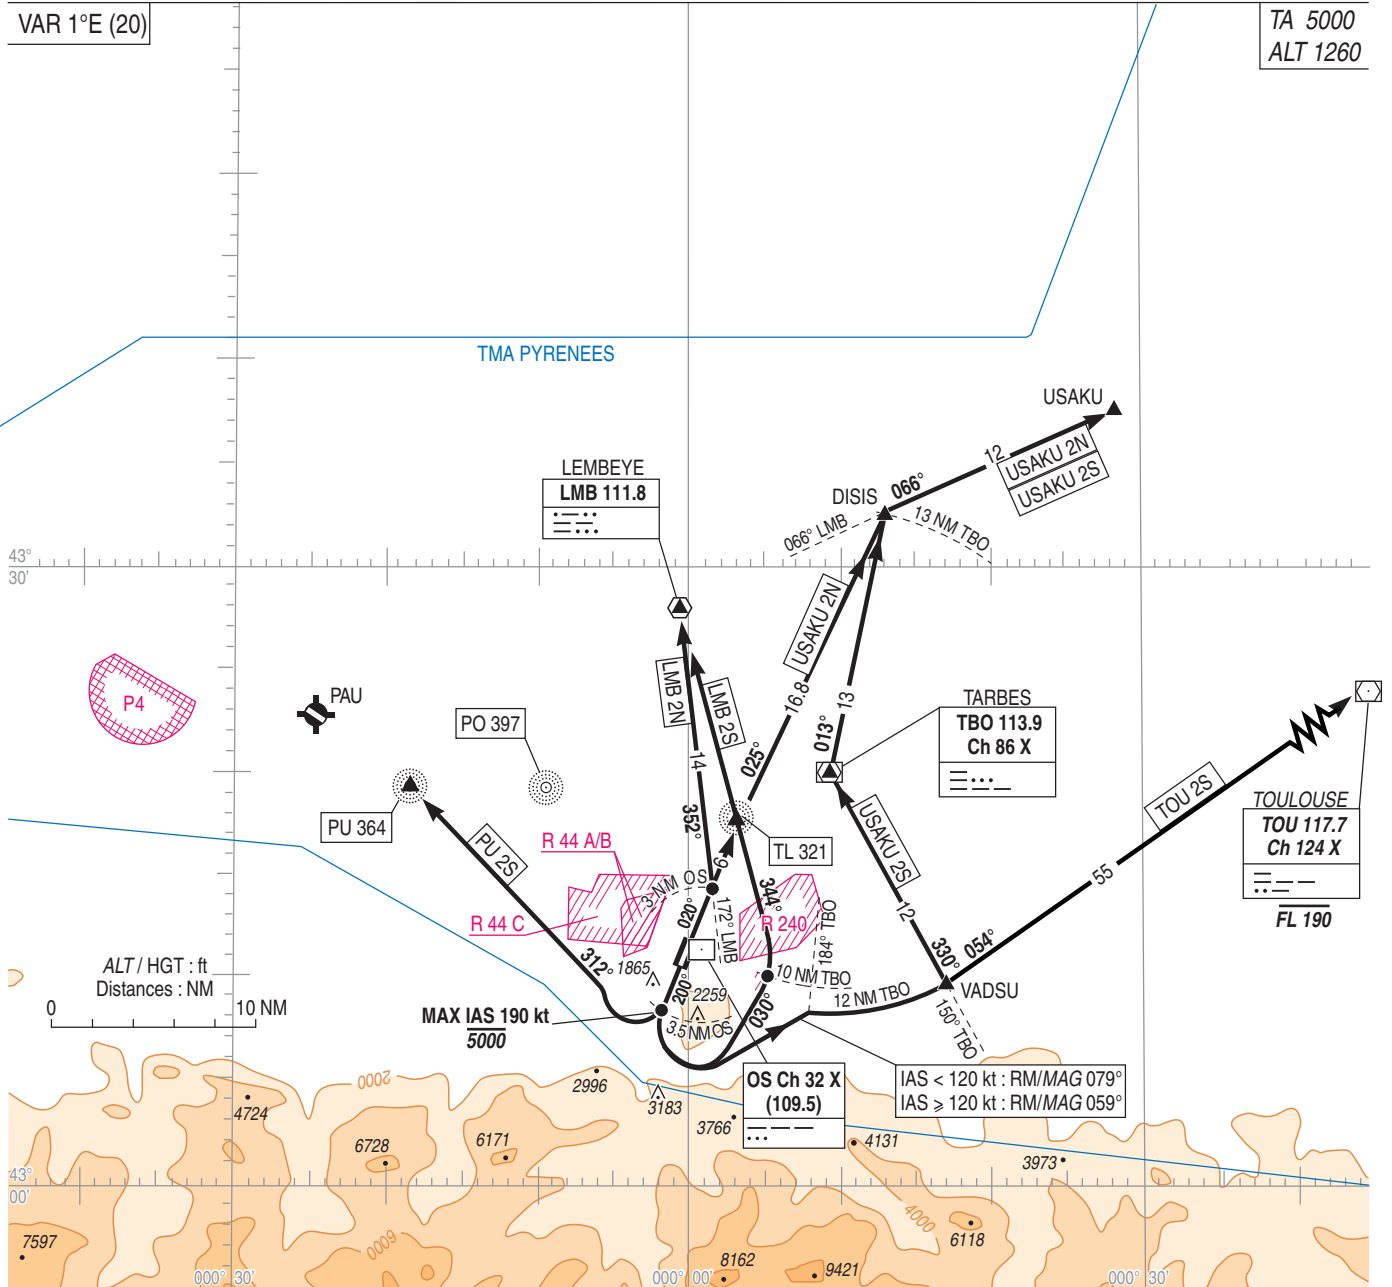 VAR 1°E (20)
TA 5000
ALT 1260
TMA PYRENEES
USAKU
12
USAKU 2N
USAKU 2S
LEMBEYE
LMB 111.8
DISIS
066°
066° LMB
13 NM TBO
43°
30'
USAKU 2N
LMB 2N
LMB 2S
P4
PAU
PO 397
16.8
13
TARBES
TBO 113.9
Ch 86 X
14
025°
013°
PU 364
PU 2S
TOU 2S
TOULOUSE
TOU 117.7
Ch 124 X
FL 190
352°
R 44 A/B
TL 321
USAKU 2S
6
55
3 NM OS
344°
R 44 C
020°
172° LMB
R 240
184° TBO
12
330°
054°
312°
1865
ALT / HGT : ft
Distances : NM
0
10 NM
200°
2259
10 NM TBO
12 NM TBO
VADSU
150° TBO
MAX IAS 190 kt
5000
3.5 NM OS
030°
OS Ch 32 X
(109.5)
IAS < 120 kt : RM/MAG 079°
IAS ⩾ 120 kt : RM/MAG 059°
2000
2996
4724
3183
3766
6728
6171
4131
3973
43°
00'
4000
6118
7597
6000
8162
9421
000° 30'
000° 00'
000° 30'